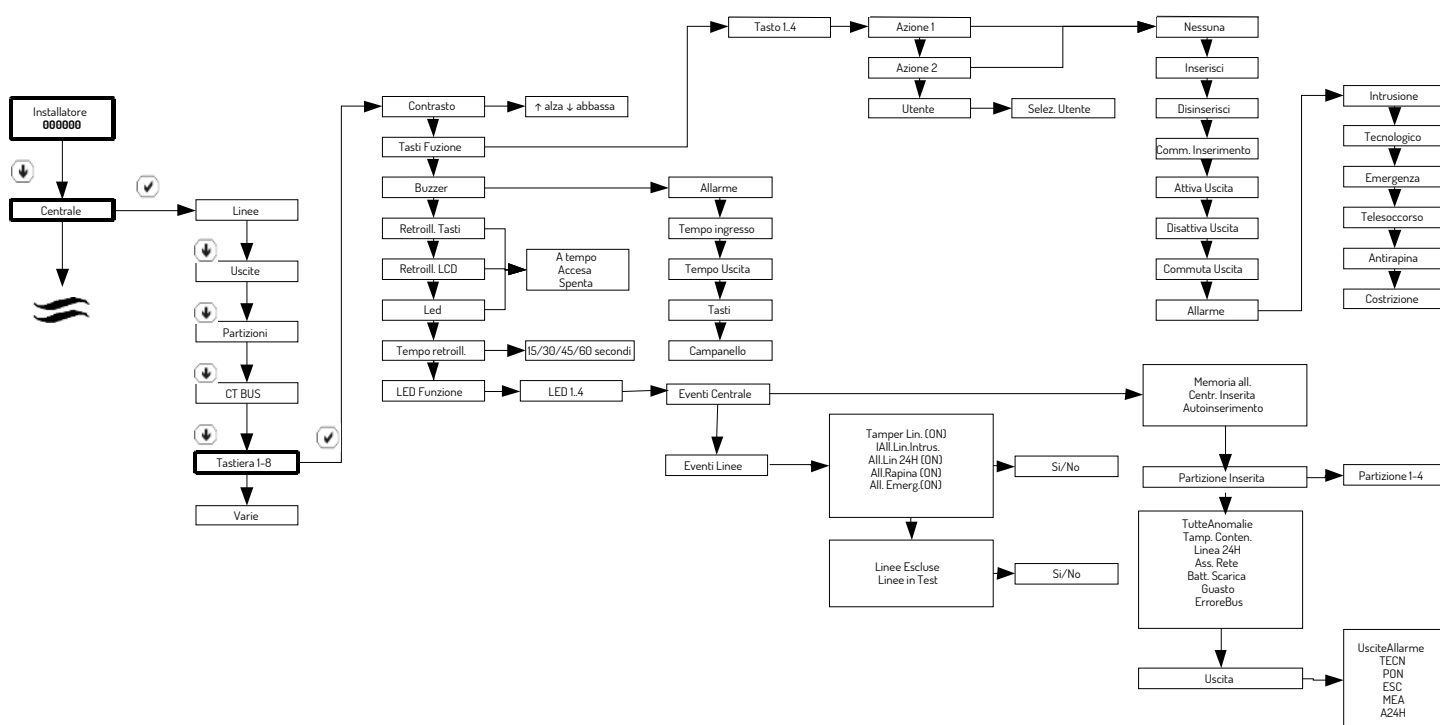 Installatore
000000
Centrale
Linee
Uscite
Partizioni
CT BUS
Tastiera 1-8
Varie
Contrasto
↑ alza ↓ abbassa
Tasti Fuzione
Buzzer
Retroill. Tasti
Retroill. LCD
Led
A tempo
Accesa
Spenta
Tempo retroill.
15/30/45/60 secondi
LED Funzione
LED 1..4
Allarme
Tempo ingresso
Tempo Uscita
Tasti
Campanello
Tasto 1..4
Azione 1
Azione 2
Utente
Selez. Utente
Nessuna
Inserisci
Disinserisci
Comm. Inserimento
Attiva Uscita
Disattiva Uscita
Commuta Uscita
Allarme
Intrusione
Tecnologico
Emergenza
Telesoccorso
Antirapina
Costrizione
Eventi Centrale
Eventi Linee
Tamper Lin. (ON)
IAll.Lin.Intrus.
All.Lin 24H (ON)
All.Rapina (ON)
All. Emerg.(ON)
Si/No
Linee Escluse
Linee in Test
Si/No
Memoria all.
Centr. Inserita
Autoinserimento
Partizione Inserita
Partizione 1-4
TutteAnomalie
Tamp. Conten.
Linea 24H
Ass. Rete
Batt. Scarica
Guasto
ErroreBus
Uscita
UsciteAllarme
TECN
PON
ESC
MEA
A24H